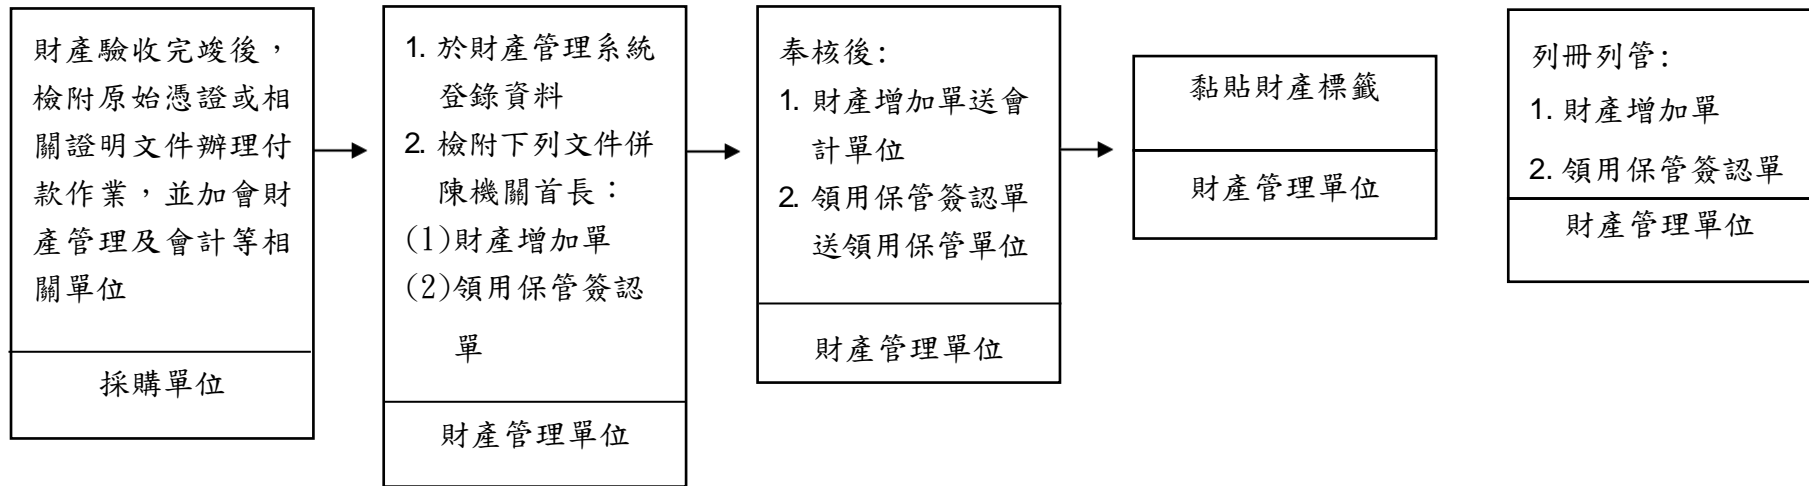 財產驗收完竣後，
檢附原始憑證或相
關證明文件辦理付
款作業，並加會財
產管理及會計等相
關單位
採購單位
1. 於財產管理系統
登錄資料
2. 檢附下列文件併
陳機關首長：
(1)財產增加單
(2)領用保管簽認
單
財產管理單位
奉核後:
1. 財產增加單送會
計單位
2. 領用保管簽認單
送領用保管單位
財產管理單位
黏貼財產標籤
財產管理單位
列冊列管:
1. 財產增加單
2. 領用保管簽認單
財產管理單位